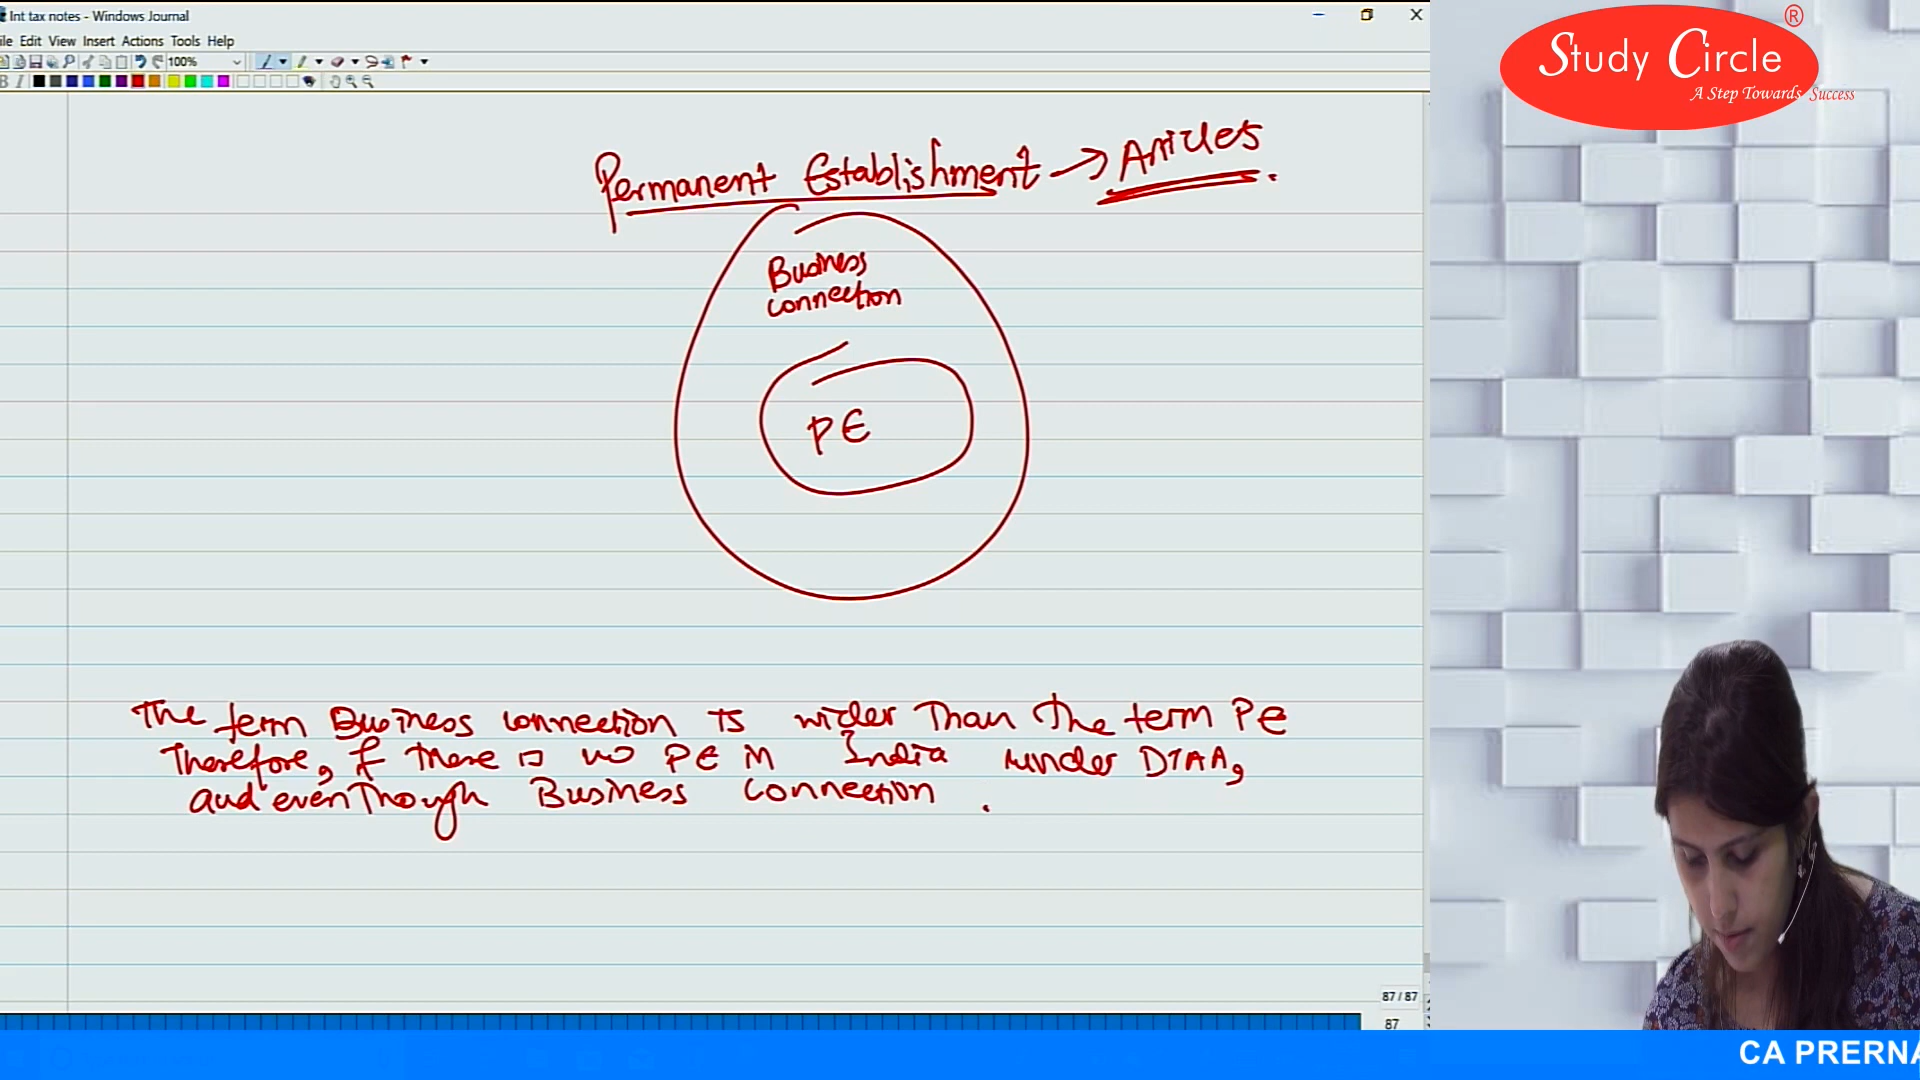 Int tax notes - Windows Journal
ile Edit View Insert Actions Tools Help
100%
B I
Study Circle ®
A Step Towards Success
Permanent Establishment → Articles.
Business
connection
PE
The term Business connection is wider than the term PE
Therefore, if there is no PE in India under DTAA,
and even though Business Connection .
87 / 87
87
CA PRERNA